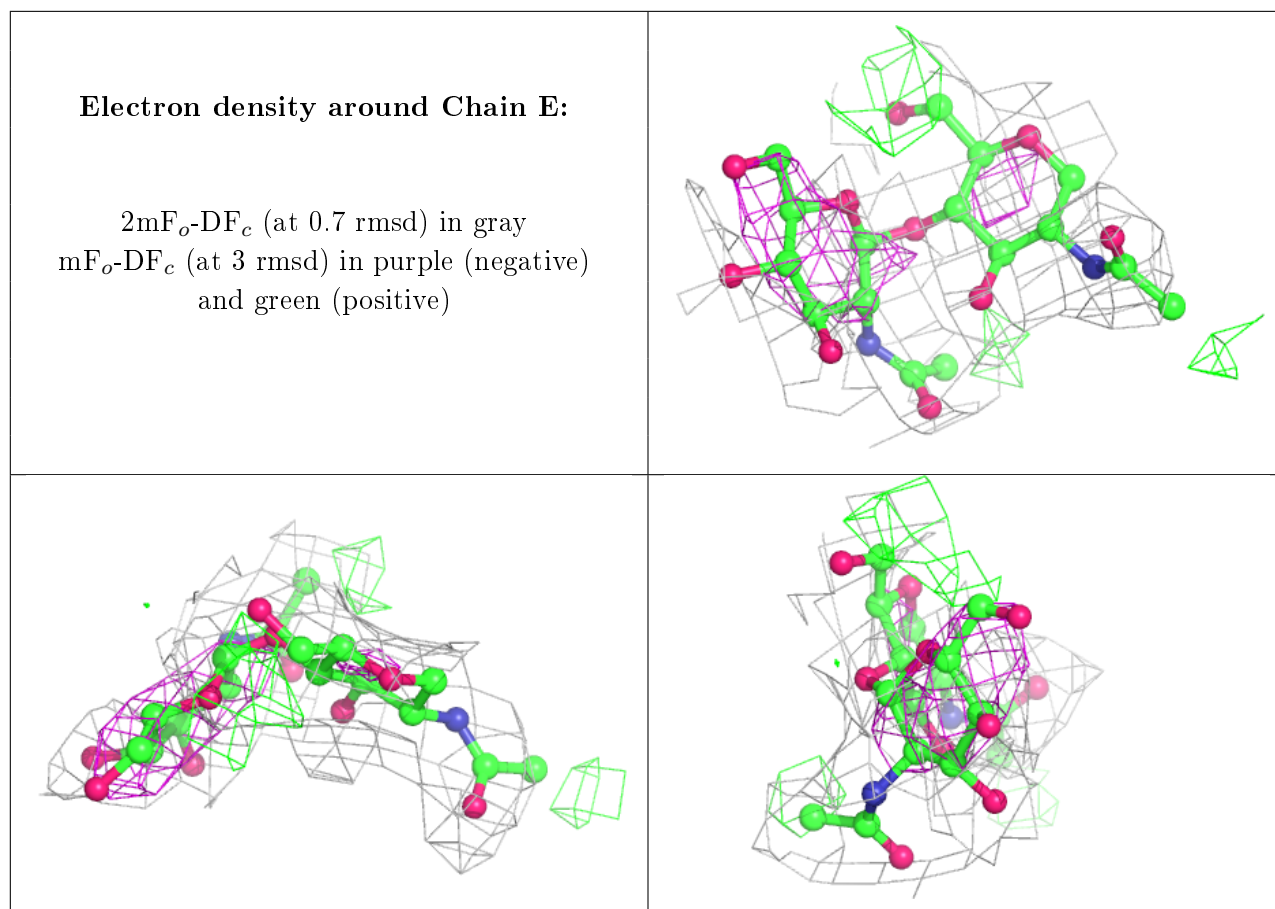 Electron density around Chain E:
2mFo-DFc (at 0.7 rmsd) in gray
mFo-DFc (at 3 rmsd) in purple (negative)
and green (positive)